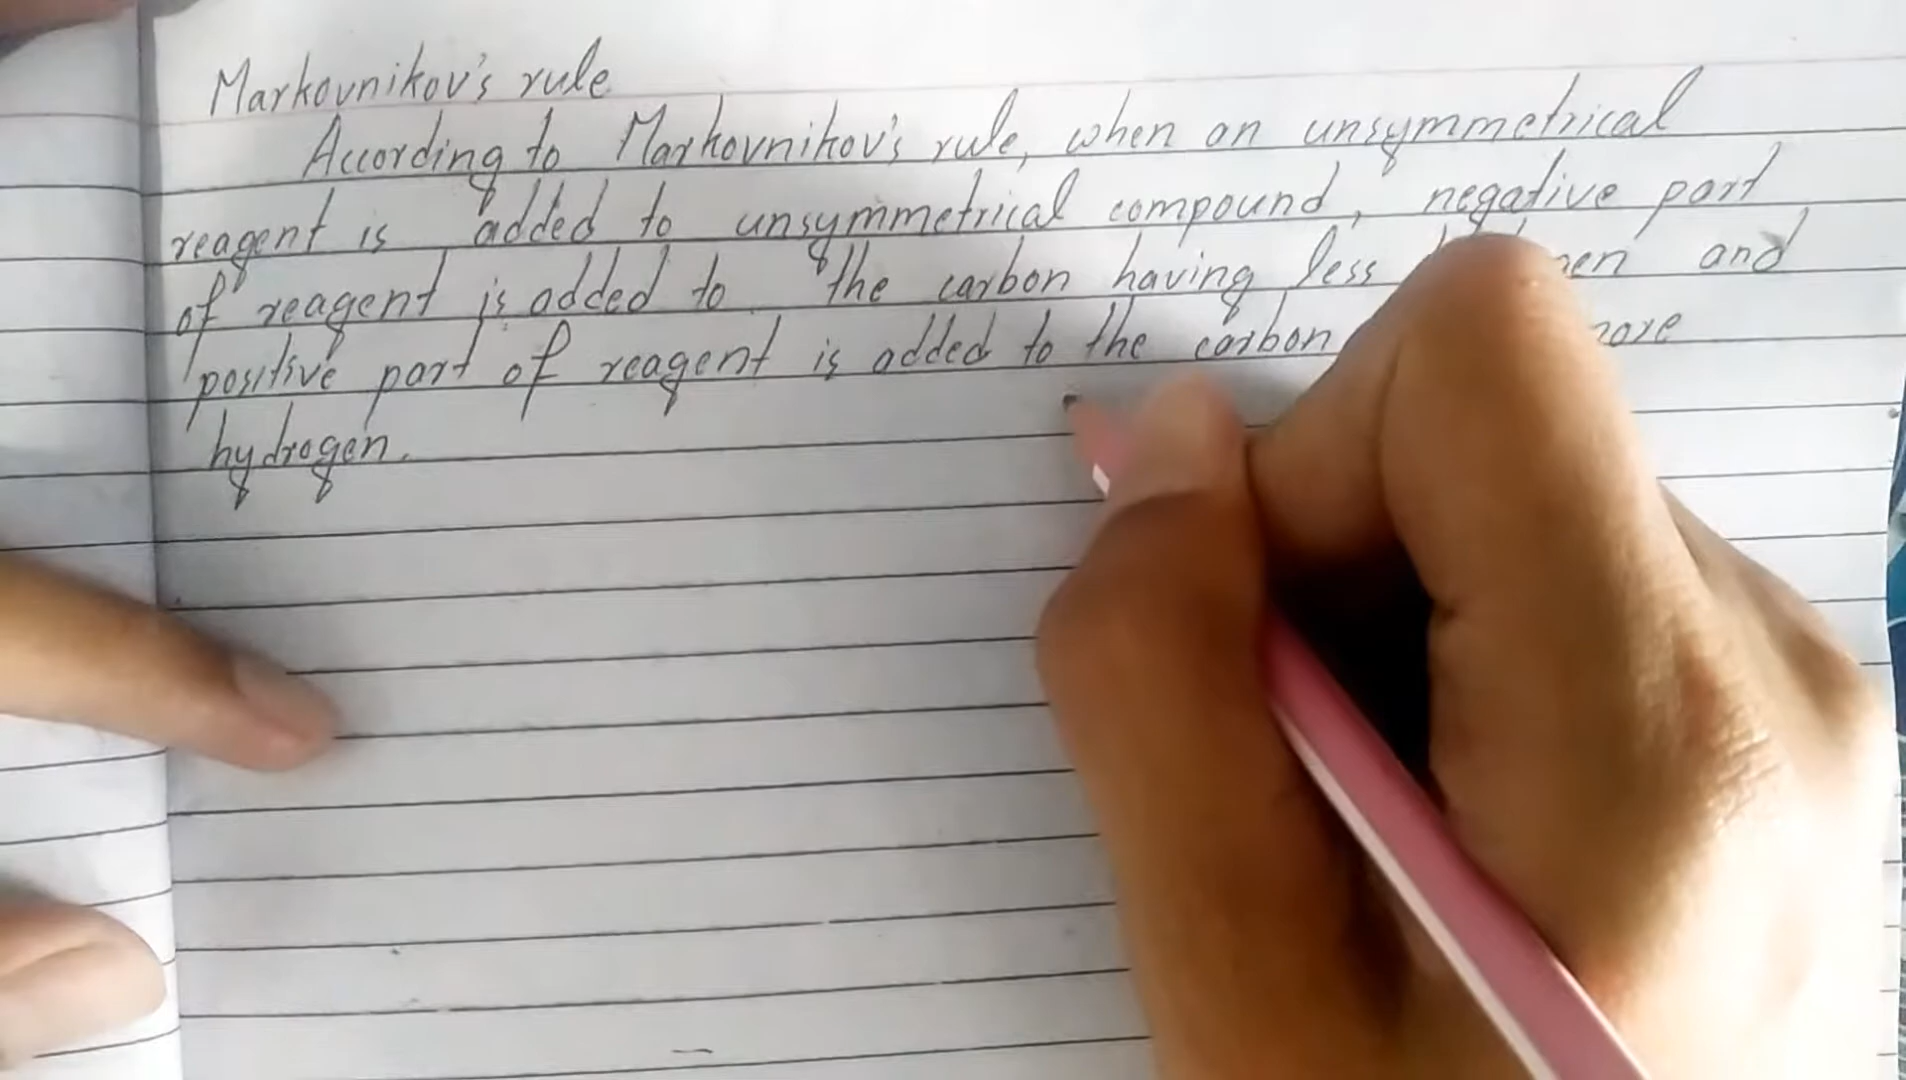 Markovnikov's rule
According to Markovnikov's rule, when an unsymmetrical
reagent is added to unsymmetrical compound, negative part
of reagent is added to the carbon having less and
positive part of reagent is added to the carbon more
hydrogen.